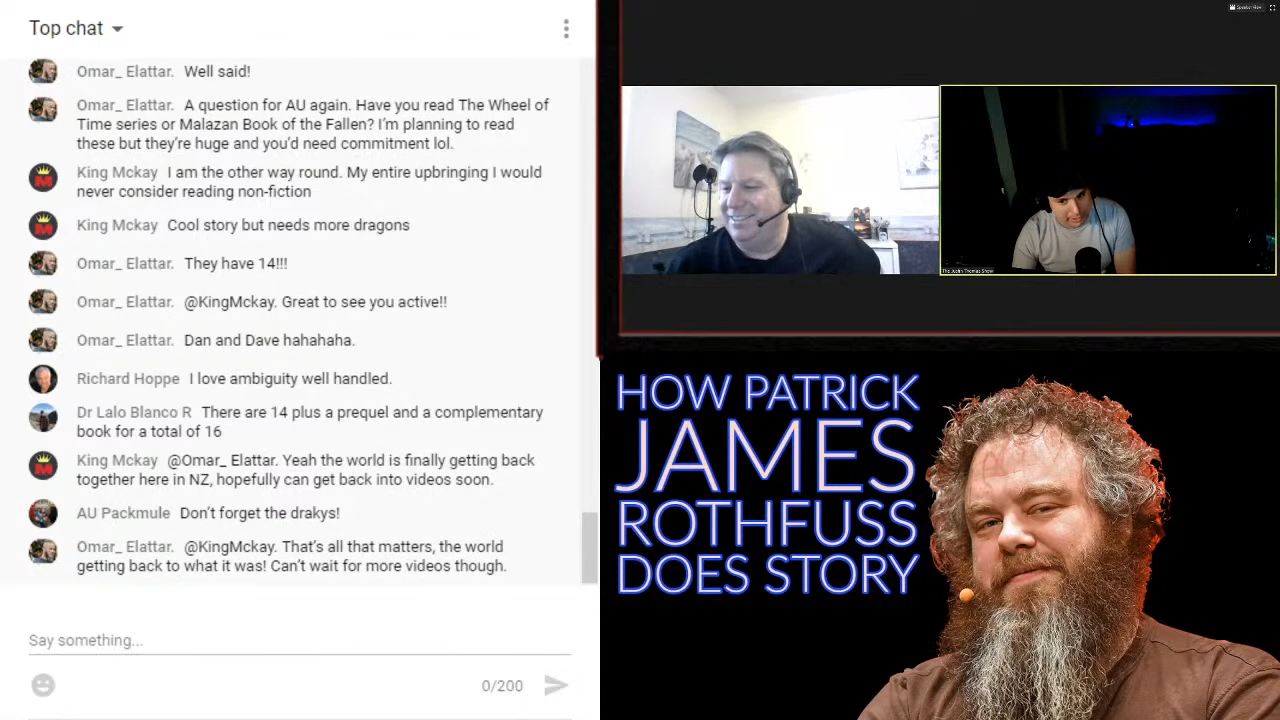 Top chat
Omar_ Elattar. Well said!
Omar_ Elattar. A question for AU again. Have you read The Wheel of
Time series or Malazan Book of the Fallen? I'm planning to read
these but they're huge and you'd need commitment lol.
King Mckay I am the other way round. My entire upbringing I would
never consider reading non-fiction
King Mckay Cool story but needs more dragons
Omar_ Elattar. They have 14!!!
Omar_ Elattar. @KingMckay. Great to see you active!!
Omar_ Elattar. Dan and Dave hahahaha.
Richard Hoppe I love ambiguity well handled.
Dr Lalo Blanco R There are 14 plus a prequel and a complementary
book for a total of 16
King Mckay @Omar_ Elattar. Yeah the world is finally getting back
together here in NZ, hopefully can get back into videos soon.
AU Packmule Don't forget the drakys!
Omar_ Elattar. @KingMckay. That's all that matters, the world
getting back to what it was! Can't wait for more videos though.
Say something...
0/200
Speaker View
The Justin Thomas Show
HOW PATRICK
JAMES
ROTHFUSS
DOES STORY